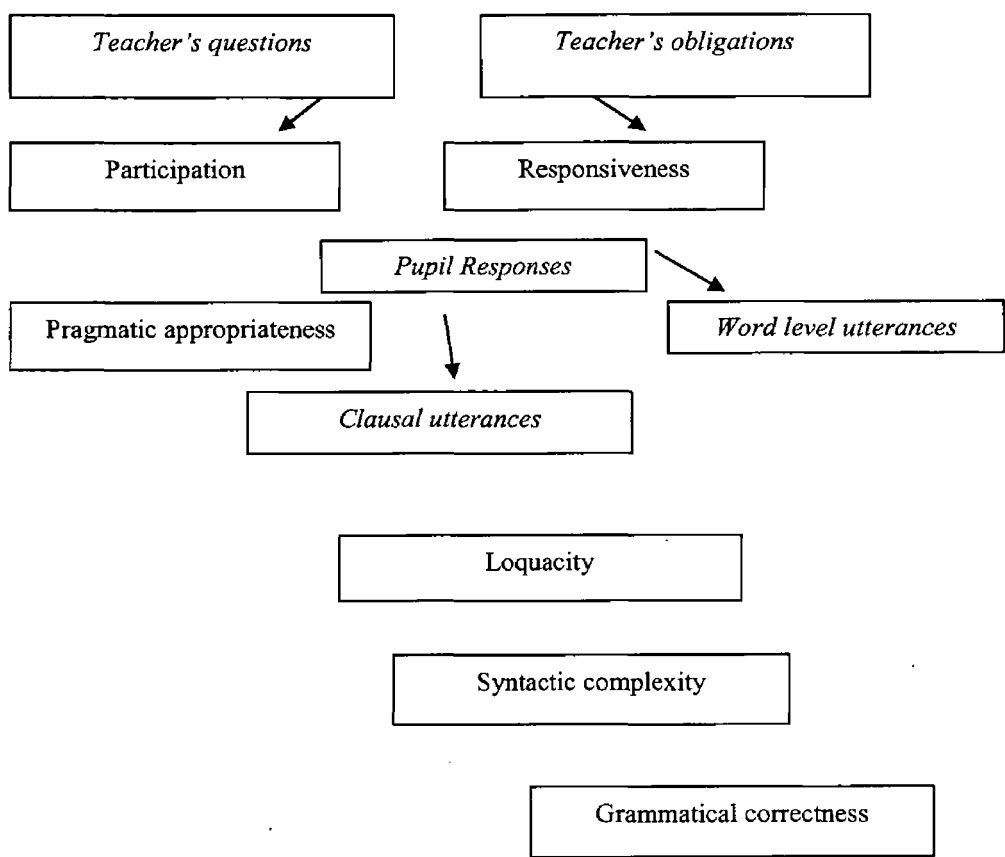 Teacher's questions
Teacher's obligations
Participation
Responsiveness
Pupil Responses
Pragmatic appropriateness
Word level utterances
Clausal utterances
Loquacity
Syntactic complexity
Grammatical correctness